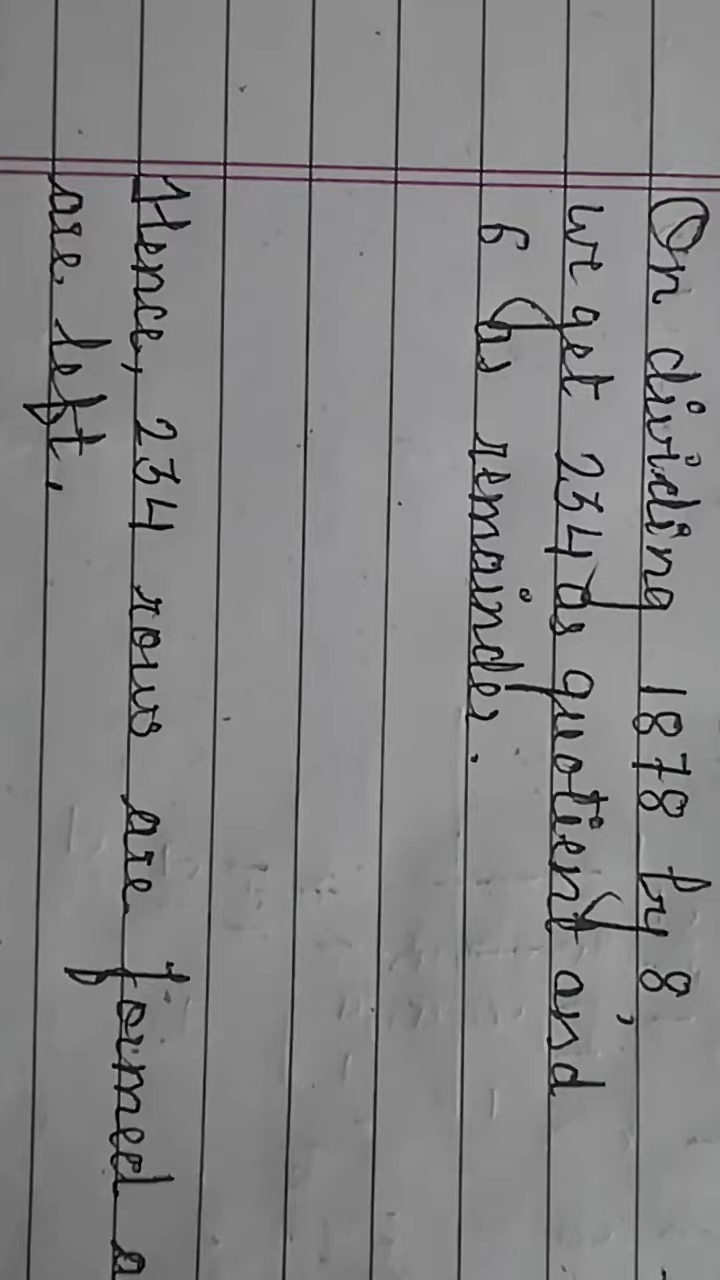 On dividing 1878 by 8
we get 234 as quotient and
6 as remainder.
Hence, 234 rows are formed
are left.